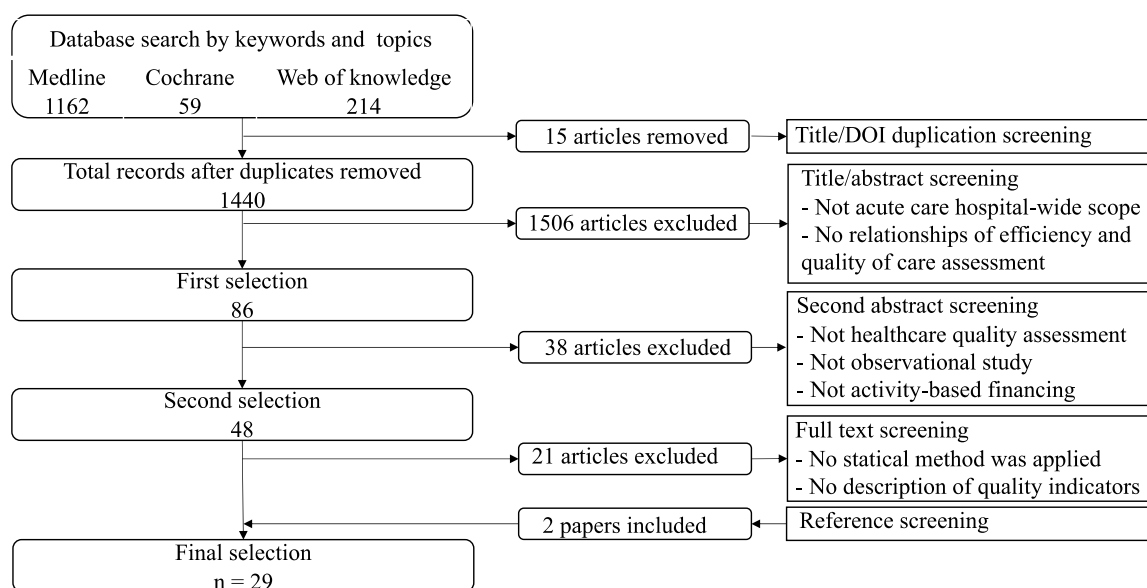 Database search by keywords and topics
Medline Cochrane Web of knowledge
1162 59 214
15 articles removed
Title/DOI duplication screening
Total records after duplicates removed
1440
1506 articles excluded
Title/abstract screening
- Not acute care hospital-wide scope
- No relationships of efficiency and
quality of care assessment
First selection
86
38 articles excluded
Second abstract screening
- Not healthcare quality assessment
- Not observational study
- Not activity-based financing
Second selection
48
21 articles excluded
Full text screening
- No statical method was applied
- No description of quality indicators
2 papers included
Reference screening
Final selection
n = 29